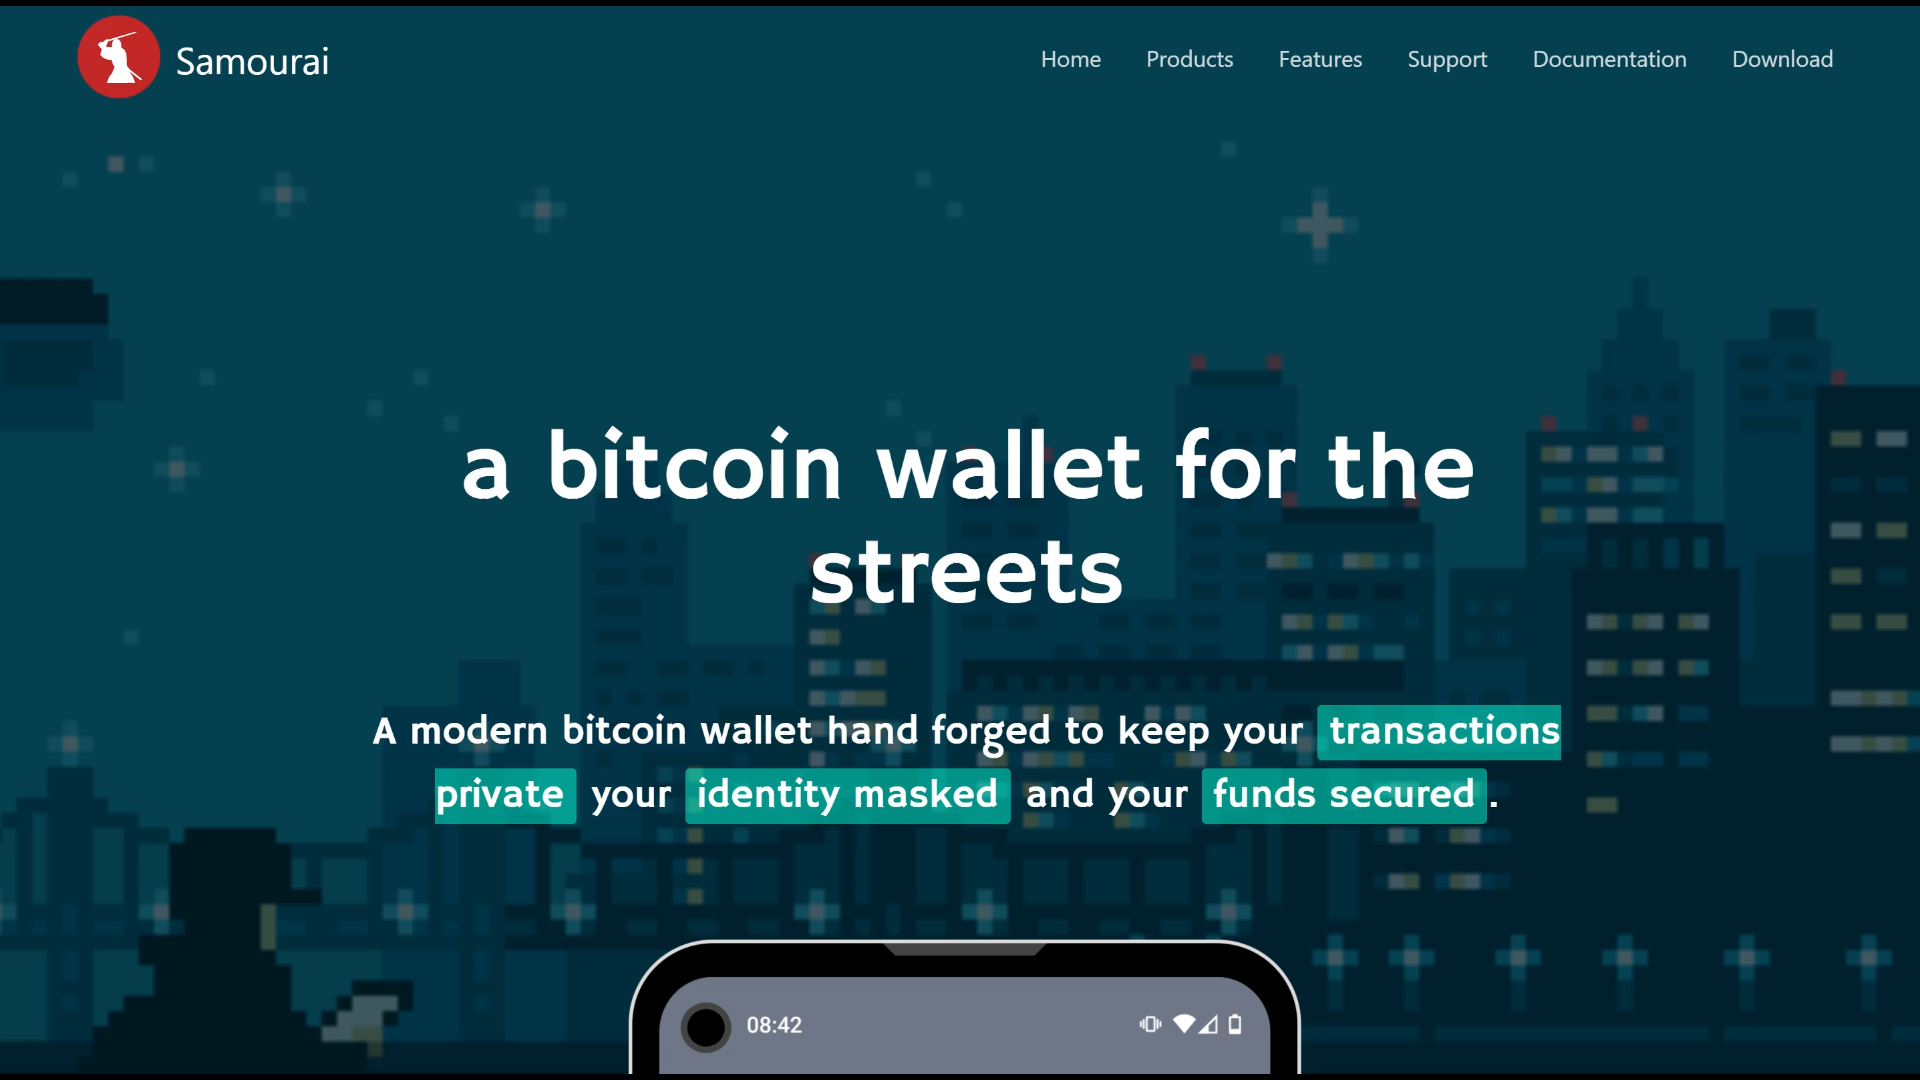 Samourai
Home Products Features Support Documentation Download
a bitcoin wallet for the
streets
A modern bitcoin wallet hand forged to keep your transactions
private your identity masked and your funds secured.
08:42